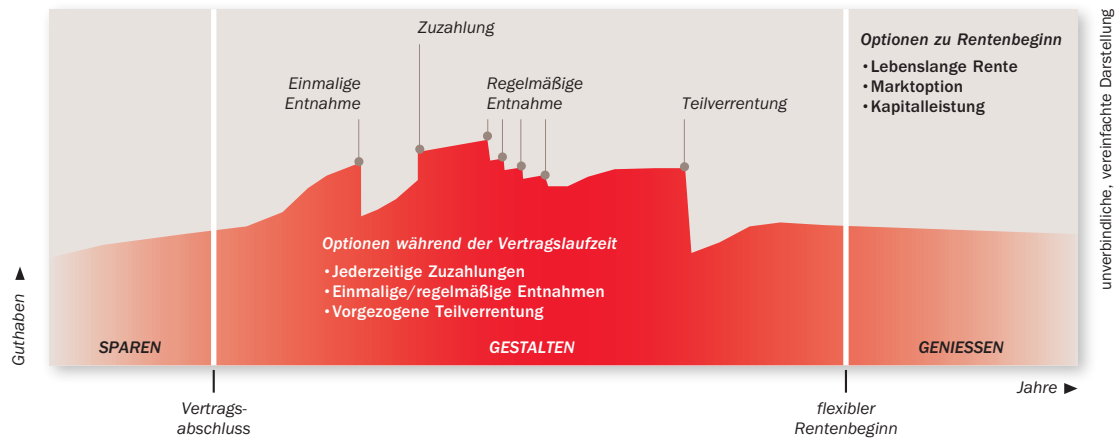 Zuzahlung
Einmalige
Entnahme
Regelmäßige
Entnahme
Teilverrentung
Optionen zu Rentenbeginn
• Lebenslange Rente
• Marktoption
• Kapitalleistung
unverbindliche, vereinfachte Darstellung
Optionen während der Vertragslaufzeit
• Jederzeitige Zuzahlungen
• Einmalige/regelmäßige Entnahmen
• Vorgezogene Teilverrentung
Guthaben ►
SPAREN
GESTALTEN
GENIESSEN
Jahre ►
Vertrags-
abschluss
flexibler
Rentenbeginn